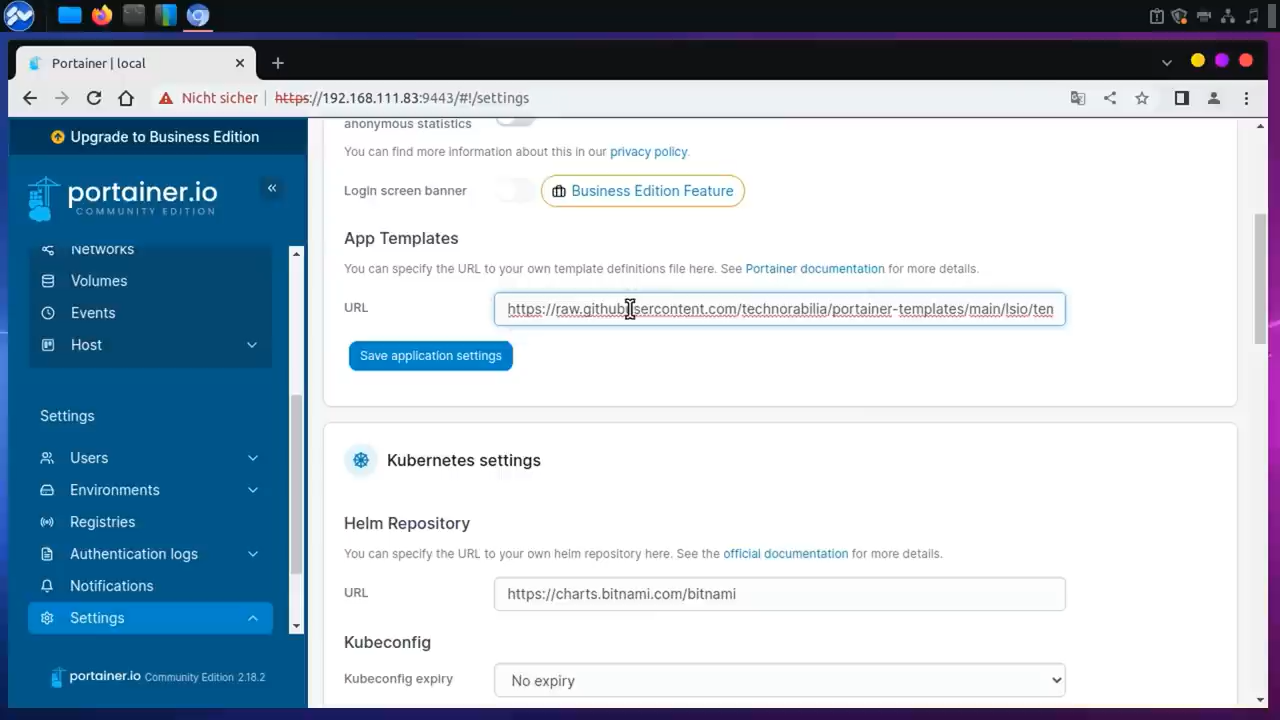 Portainer | local
Nicht sicher
https://192.168.111.83:9443/#!/settings
Upgrade to Business Edition
portainer.io
COMMUNITY EDITION
Networks
Volumes
Events
Host
Settings
Users
Environments
Registries
Authentication logs
Notifications
Settings
portainer.io Community Edition 2.18.2
anonymous statistics
You can find more information about this in our privacy policy.
Login screen banner
Business Edition Feature
App Templates
You can specify the URL to your own template definitions file here. See Portainer documentation for more details.
URL
https://raw.githubusercontent.com/technorabilia/portainer-templates/main/lsio/ten
Save application settings
Kubernetes settings
Helm Repository
You can specify the URL to your own helm repository here. See the official documentation for more details.
URL
https://charts.bitnami.com/bitnami
Kubeconfig
Kubeconfig expiry
No expiry